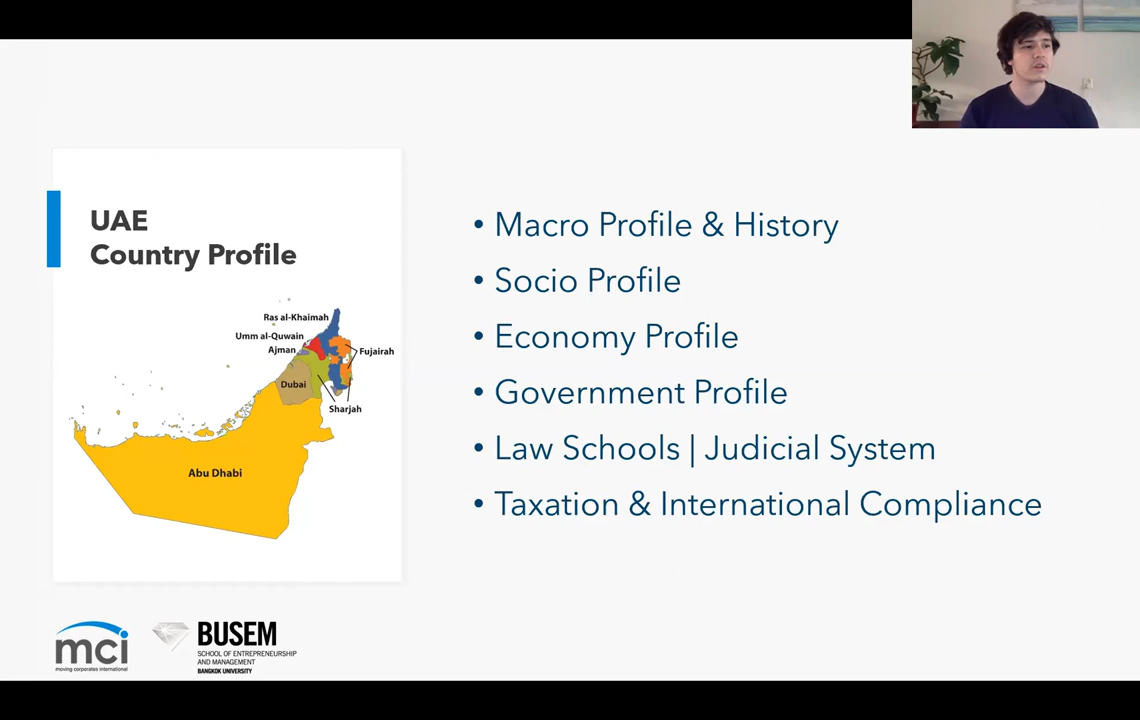 UAE
Country Profile
Ras al-Khaimah
Umm al-Quwain
Ajman
Fujairah
Dubai
Sharjah
Abu Dhabi
• Macro Profile & History
• Socio Profile
• Economy Profile
• Government Profile
• Law Schools | Judicial System
• Taxation & International Compliance
mci
moving corporates international
BUSEM
SCHOOL OF ENTREPRENEURSHIP
AND MANAGEMENT
BANGKOK UNIVERSITY